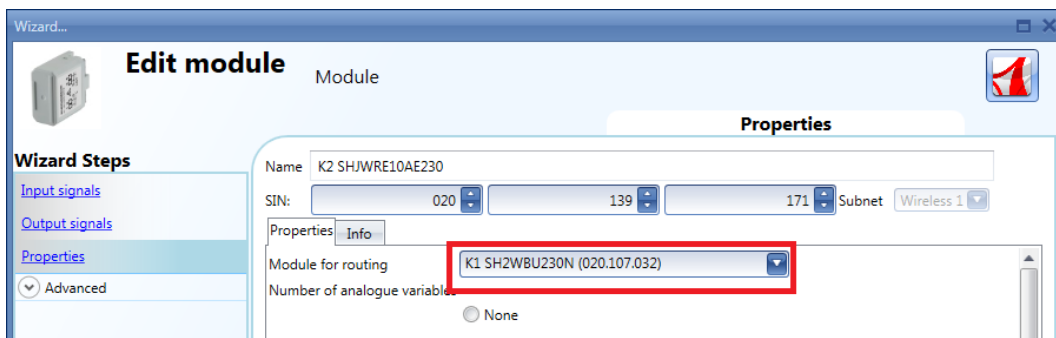 Wizard...
Edit module
Module
Properties
Wizard Steps
Input signals
Output signals
Properties
Advanced
Name K2 SHJWRE10AE230
SIN: 020 139 171 Subnet Wireless 1
Properties Info
Module for routing K1 SH2WBU230N (020.107.032)
Number of analogue variables
None